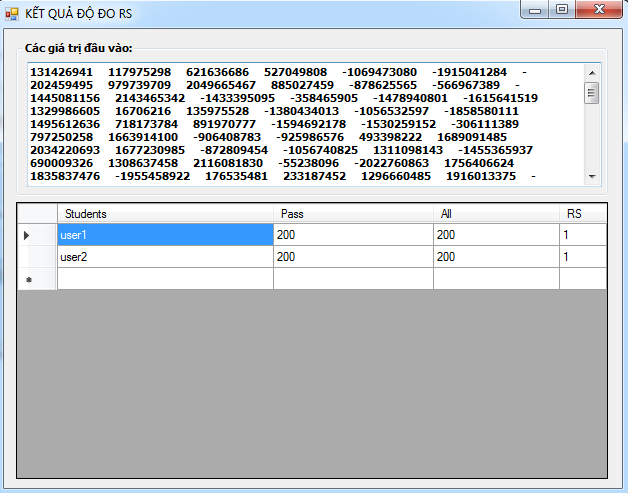 KẾT QUẢ ĐỘ ĐO RS
Các giá trị đầu vào:
131426941 117975298 621636686 527049808 -1069473080 -1915041284 -
202459495 979739709 2049665467 885027459 -878625565 -566967389 -
1445081156 2143465342 -1433395095 -358465905 -1478940801 -1615641519
1329986605 16706216 135975528 -1380434013 -1056532597 -1858580111
1495612636 718173784 891970777 -1594692178 -1530259152 -306111389
797250258 1663914100 -906408783 -925986576 493398222 1689091485
2034220693 1677230985 -872809454 -1056740825 1311098143 -1455365937
690009326 1308637458 2116081830 -55238096 -2022760863 1756406624
1835837476 -1955458922 176535481 233187452 1296660485 1916013375 -
Students Pass All RS
user1 200 200 1
user2 200 200 1